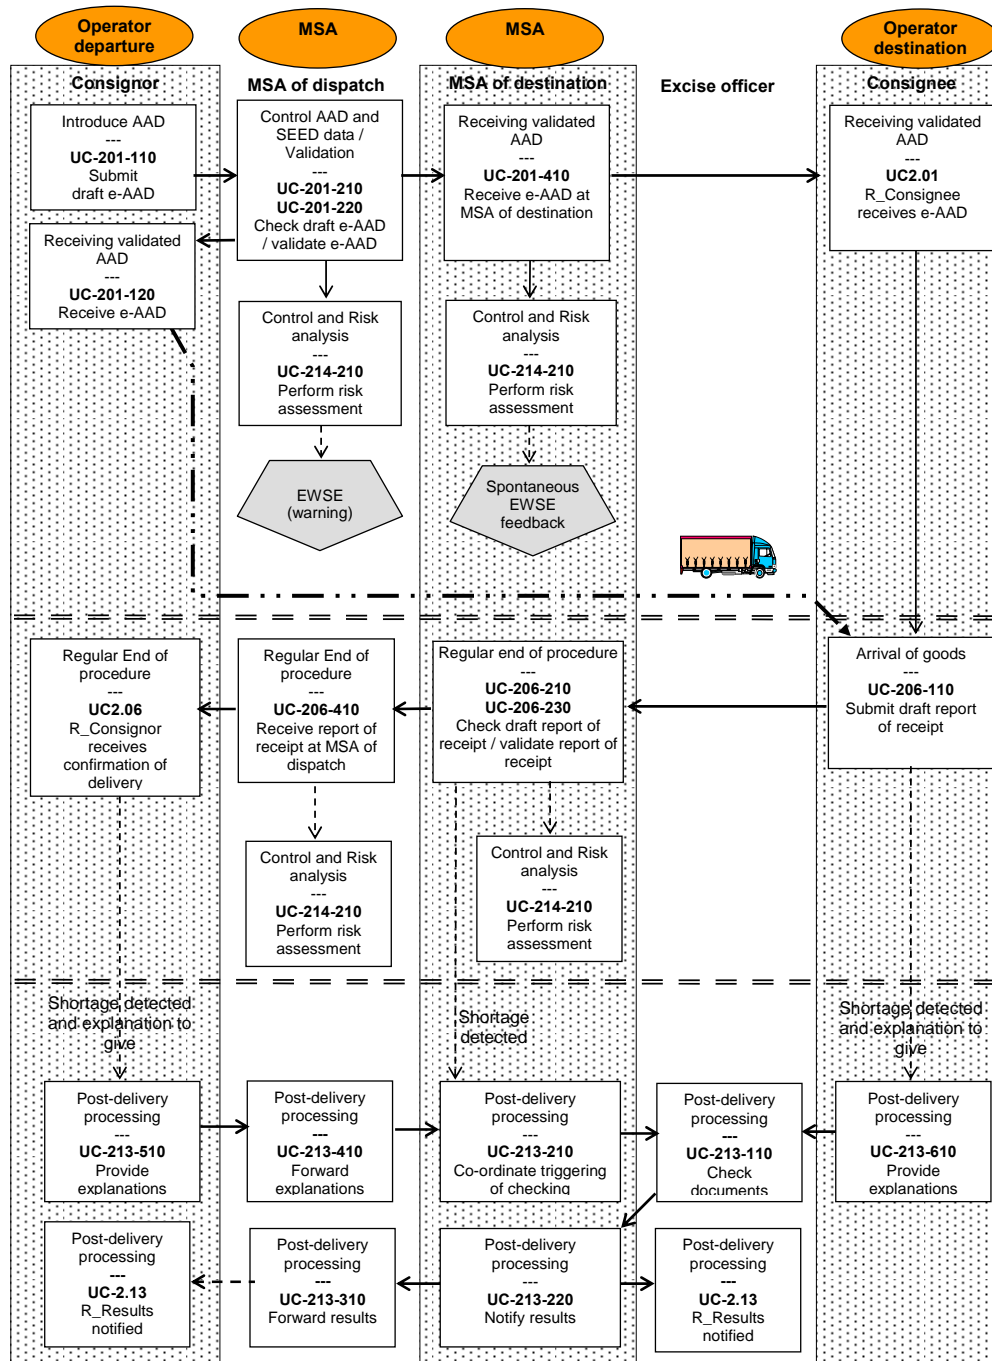 Operator
departure
MSA
MSA
Operator
destination
Consignor
MSA of dispatch
MSA of destination
Excise officer
Consignee
Introduce AAD
---
UC-201-110
Submit
draft e-AAD
Control AAD and
SEED data /
Validation
---
UC-201-210
UC-201-220
Check draft e-AAD
/ validate e-AAD
Receiving validated
AAD
---
UC-201-410
Receive e-AAD at
MSA of destination
Receiving validated
AAD
---
UC2.01
R_Consignee
receives e-AAD
Receiving validated
AAD
---
UC-201-120
Receive e-AAD
Control and Risk
analysis
---
UC-214-210
Perform risk
assessment
Control and Risk
analysis
---
UC-214-210
Perform risk
assessment
EWSE
(warning)
Spontaneous
EWSE
feedback
Regular End of
procedure
---
UC2.06
R_Consignor
receives
confirmation of
delivery
Regular End of
procedure
---
UC-206-410
Receive report of
receipt at MSA of
dispatch
Regular end of procedure
---
UC-206-210
UC-206-230
Check draft report of
receipt / validate report of
receipt
Arrival of goods
---
UC-206-110
Submit draft report
of receipt
Control and Risk
analysis
---
UC-214-210
Perform risk
assessment
Control and Risk
analysis
---
UC-214-210
Perform risk
assessment
Shortage detected
and explanation to
give
Shortage
detected
Shortage detected
and explanation to
give
Post-delivery
processing
---
UC-213-510
Provide
explanations
Post-delivery
processing
---
UC-213-410
Forward
explanations
Post-delivery
processing
---
UC-213-210
Co-ordinate triggering
of checking
Post-delivery
processing
---
UC-213-110
Check
documents
Post-delivery
processing
---
UC-213-610
Provide
explanations
Post-delivery
processing
---
UC-2.13
R_Results
notified
Post-delivery
processing
---
UC-213-310
Forward results
Post-delivery
processing
---
UC-213-220
Notify results
Post-delivery
processing
---
UC-2.13
R_Results
notified